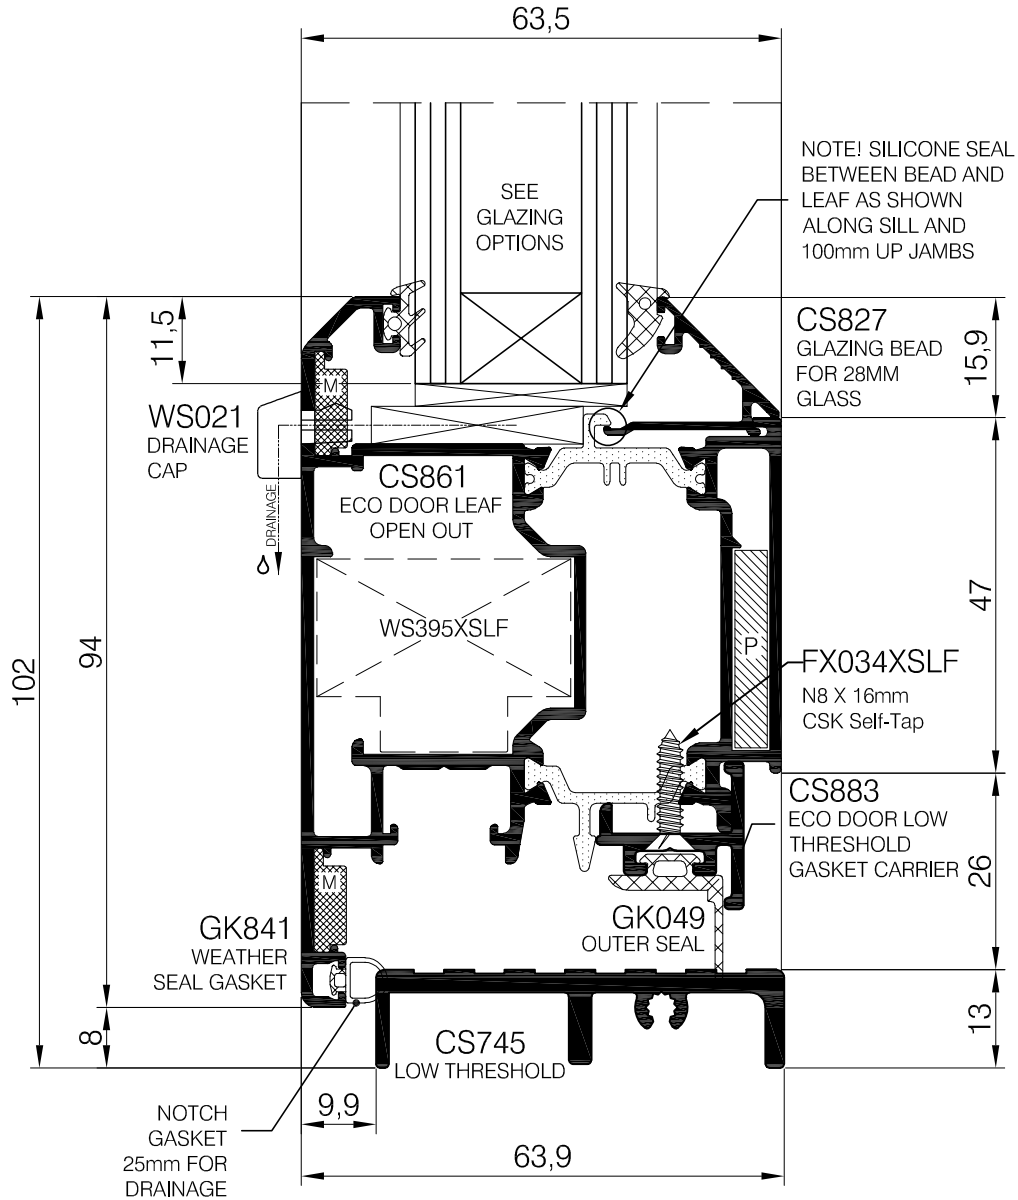 63,5
NOTE! SILICONE SEAL
BETWEEN BEAD AND
LEAF AS SHOWN
ALONG SILL AND
100mm UP JAMBS
SEE
GLAZING
OPTIONS
11,5
CS827
GLAZING BEAD
FOR 28MM
GLASS
15,9
M
WS021
DRAINAGE
CAP
CS861
ECO DOOR LEAF
OPEN OUT
DRAINAGE
47
94
102
WS395XSLF
P
FX034XSLF
N8 X 16mm
CSK Self-Tap
CS883
ECO DOOR LOW
THRESHOLD
GASKET CARRIER
26
M
GK841
WEATHER
SEAL GASKET
GK049
OUTER SEAL
8
13
CS745
LOW THRESHOLD
9,9
NOTCH
GASKET
25mm FOR
DRAINAGE
63,9